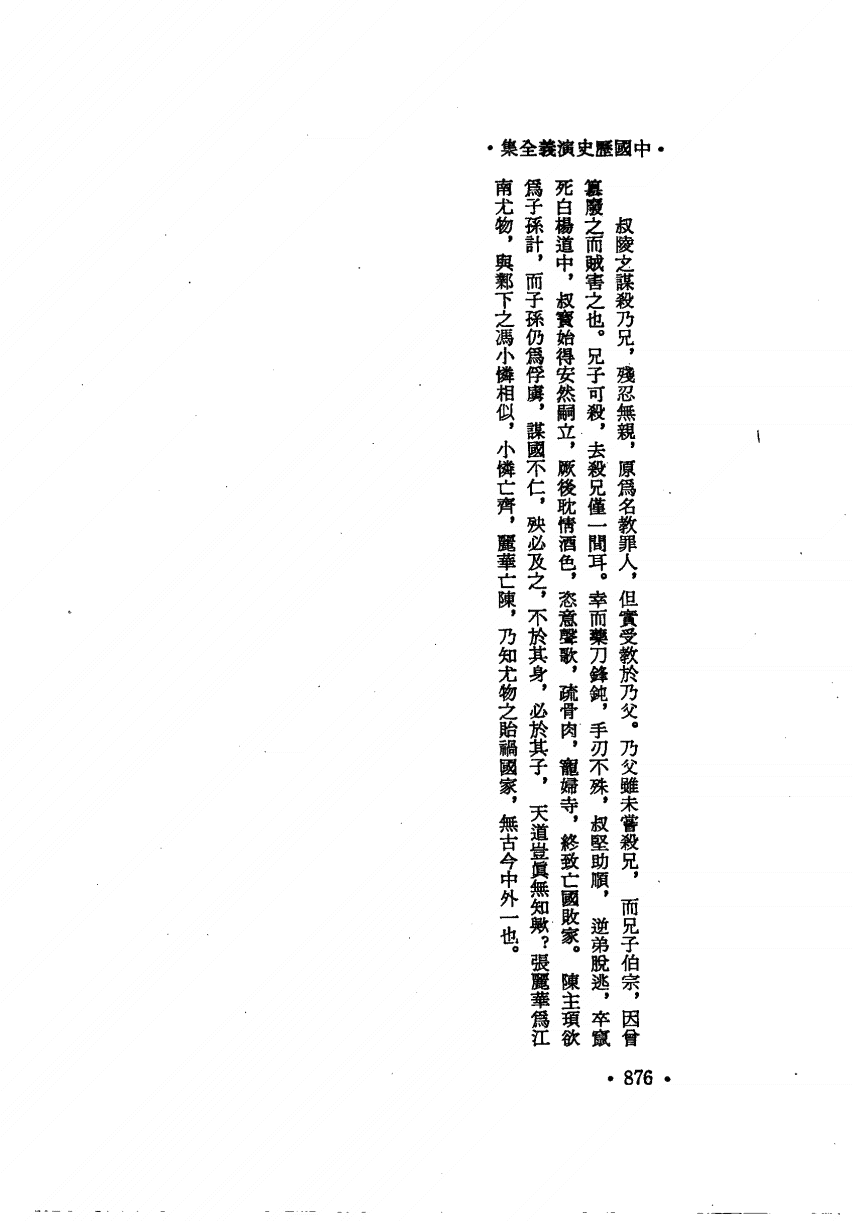 •中國歷史演義全集•
叔陵之謀殺乃兄，殘忍無親，原爲名教罪人，但實受教於乃父。乃父雖未嘗殺兄，而兄子伯宗，因曾
篡廢之而賊害之也。兄子可殺，去殺兄僅一間耳。幸而藥刀鋒鈍，手刃不殊，叔堅助順，逆弟脫逃，卒竄
死白楊道中，叔寶始得安然嗣立，厥後耽情酒色，恣意聲歌，疏骨肉，寵婦寺，終致亡國敗家。陳主頊欲
爲子孫計，而子孫仍爲俘虜，謀國不仁，殃必及之，不於其身，必於其子，天道豈眞無知歟？張麗華爲江
南尤物，與鄴下之馮小憐相似，小憐亡齊，麗華亡陳，乃知尤物之貽禍國家，無古今中外一也。
• 876 •